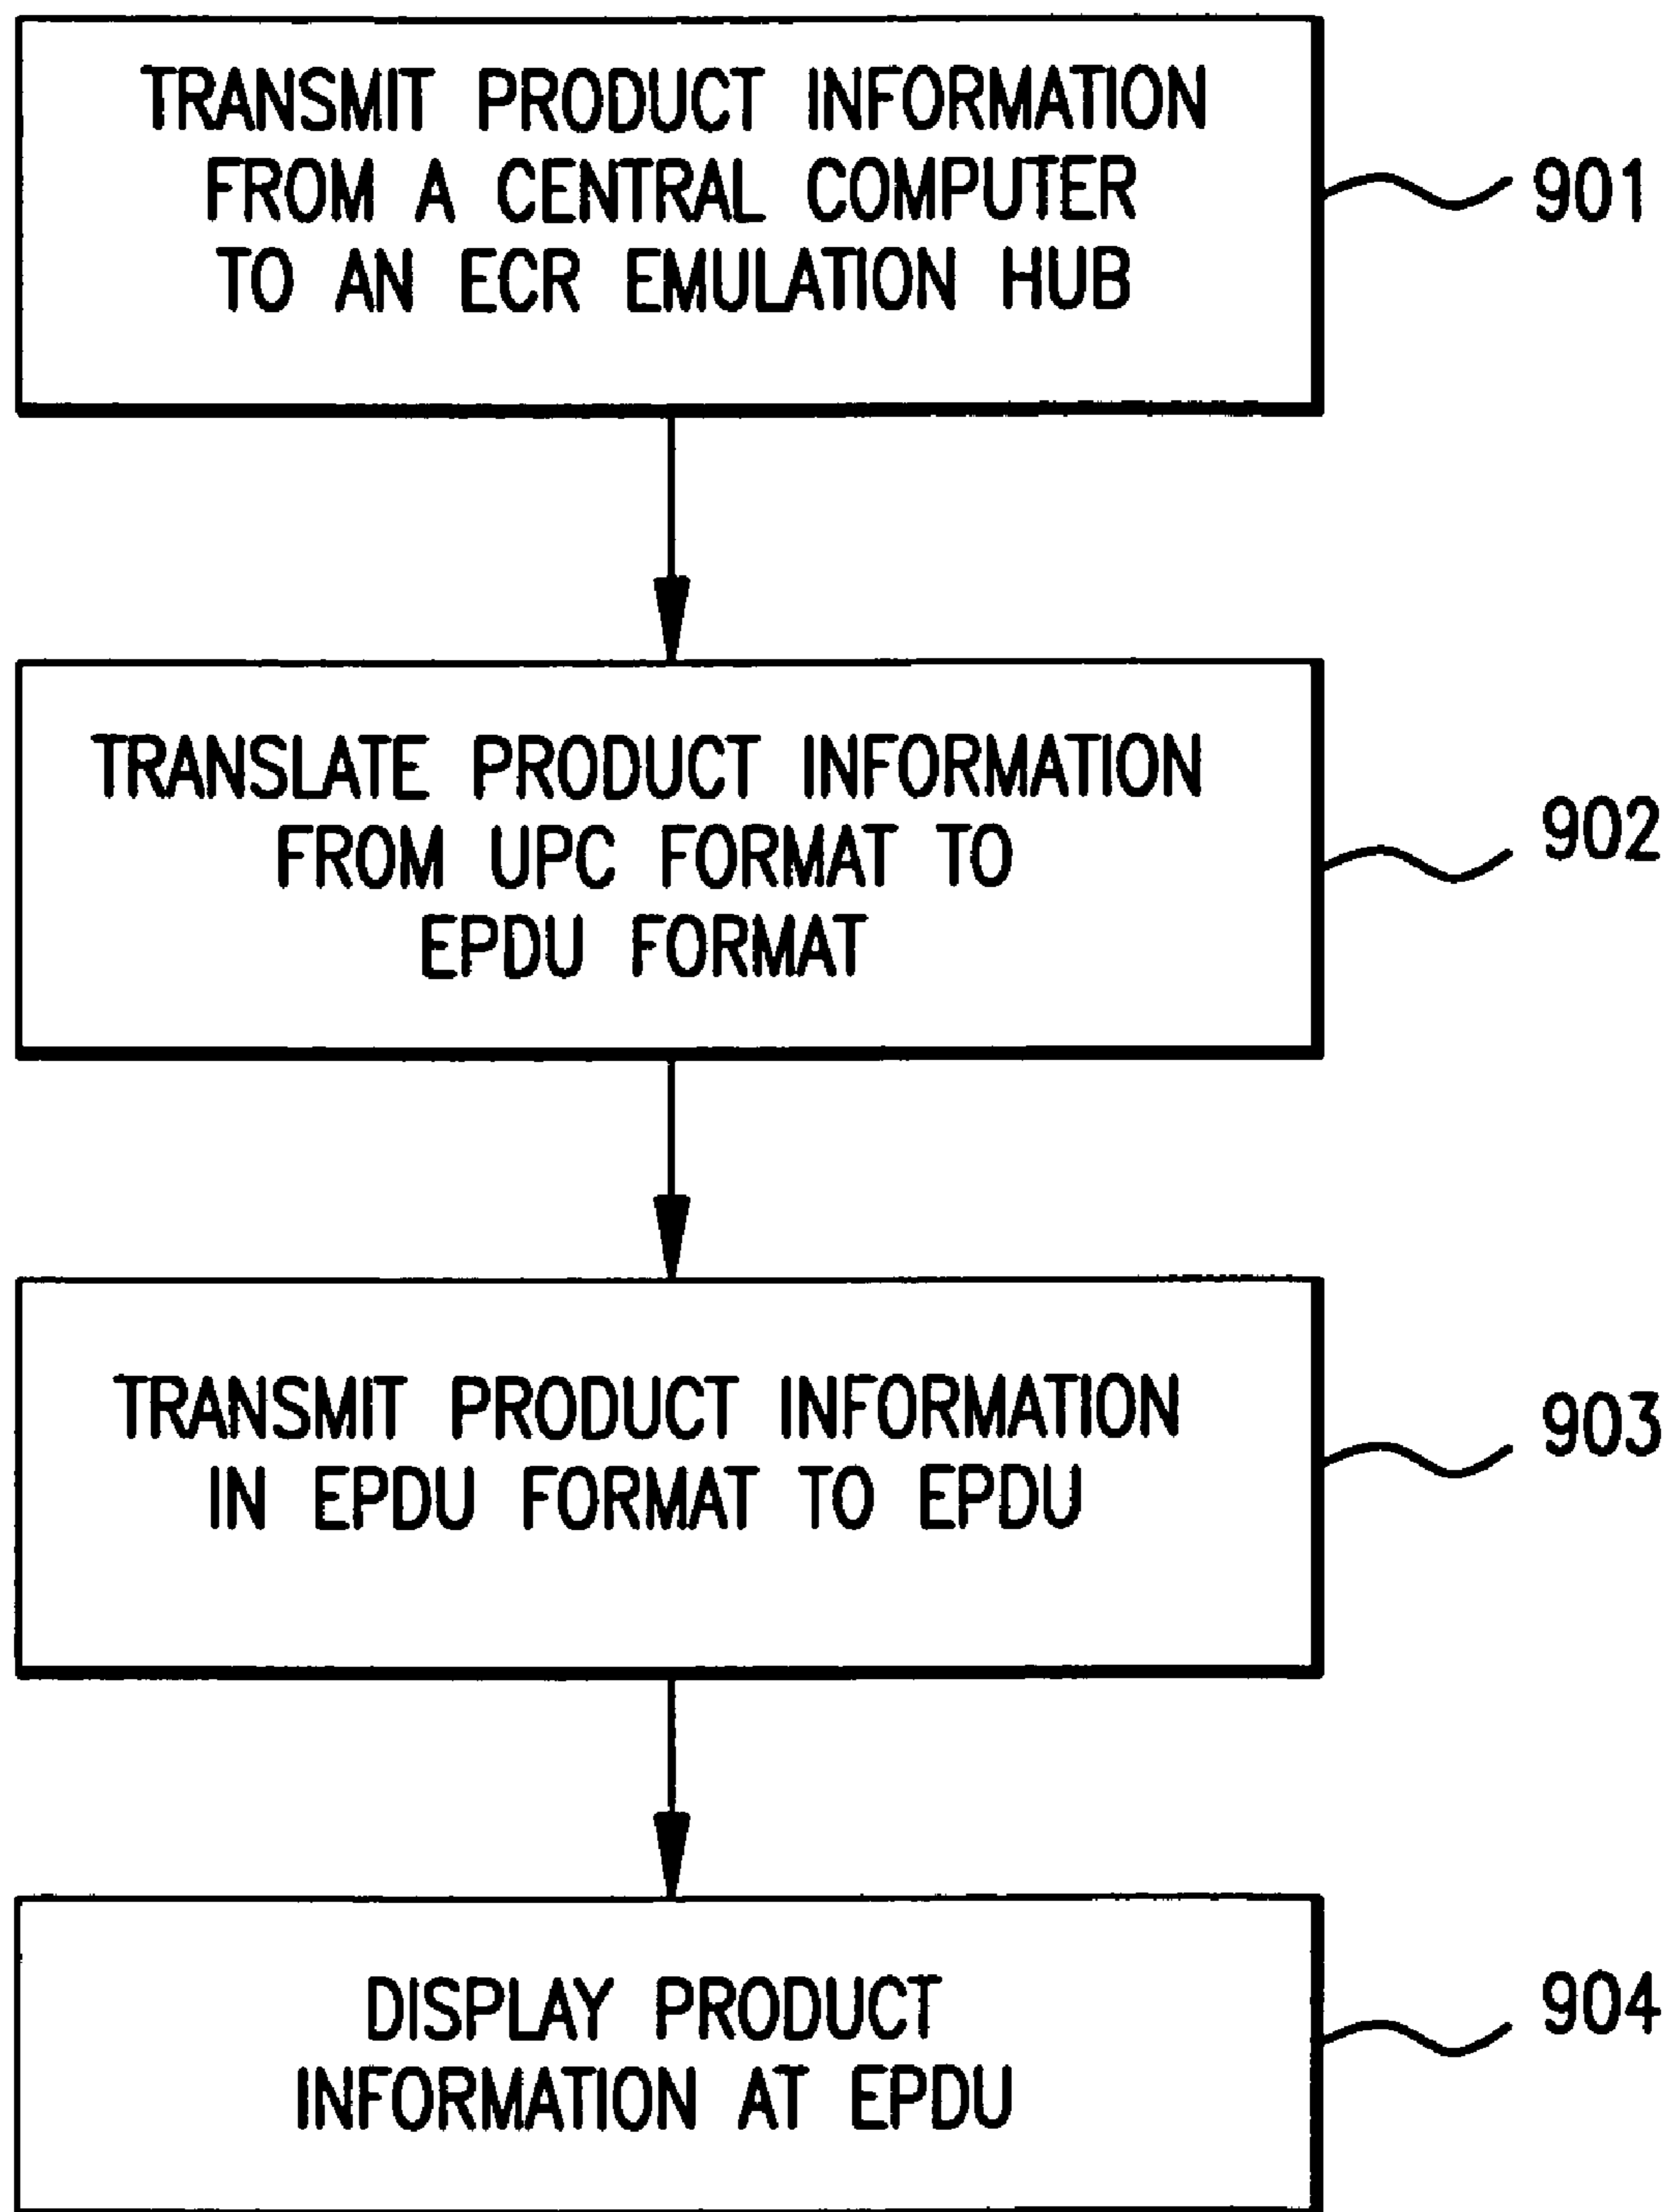 TRANSMIT PRODUCT INFORMATION
FROM A CENTRAL COMPUTER
TO AN ECR EMULATION HUB
901
TRANSLATE PRODUCT INFORMATION
FROM UPC FORMAT TO
EPDU FORMAT
902
TRANSMIT PRODUCT INFORMATION
IN EPDU FORMAT TO EPDU
903
DISPLAY PRODUCT
INFORMATION AT EPDU
904